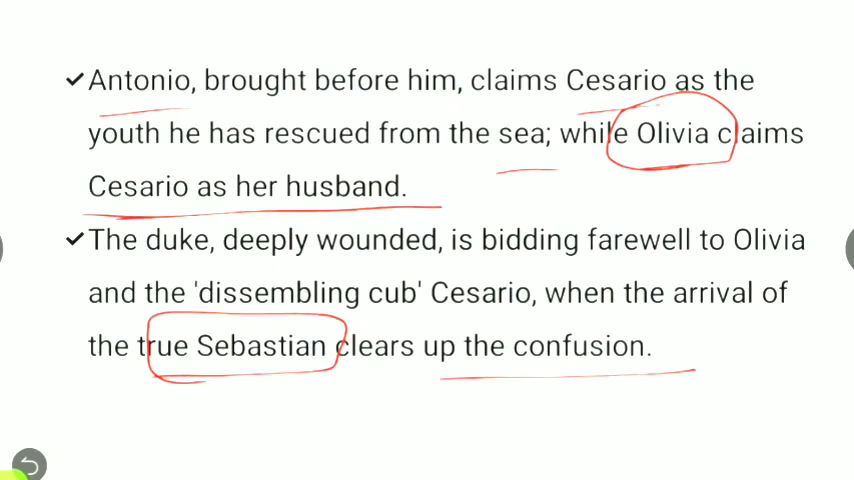 ✓Antonio, brought before him, claims Cesario as the
youth he has rescued from the sea; while Olivia claims
Cesario as her husband.
✓The duke, deeply wounded, is bidding farewell to Olivia
and the 'dissembling cub' Cesario, when the arrival of
the true Sebastian clears up the confusion.